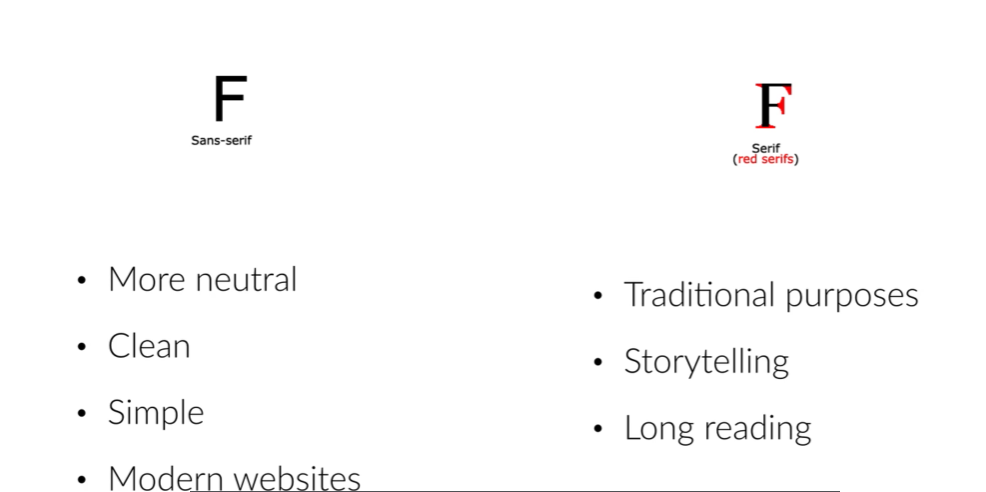 F
Sans-serif
F
Serif
(red serifs)
• More neutral
• Clean
• Simple
• Modern websites
• Traditional purposes
• Storytelling
• Long reading